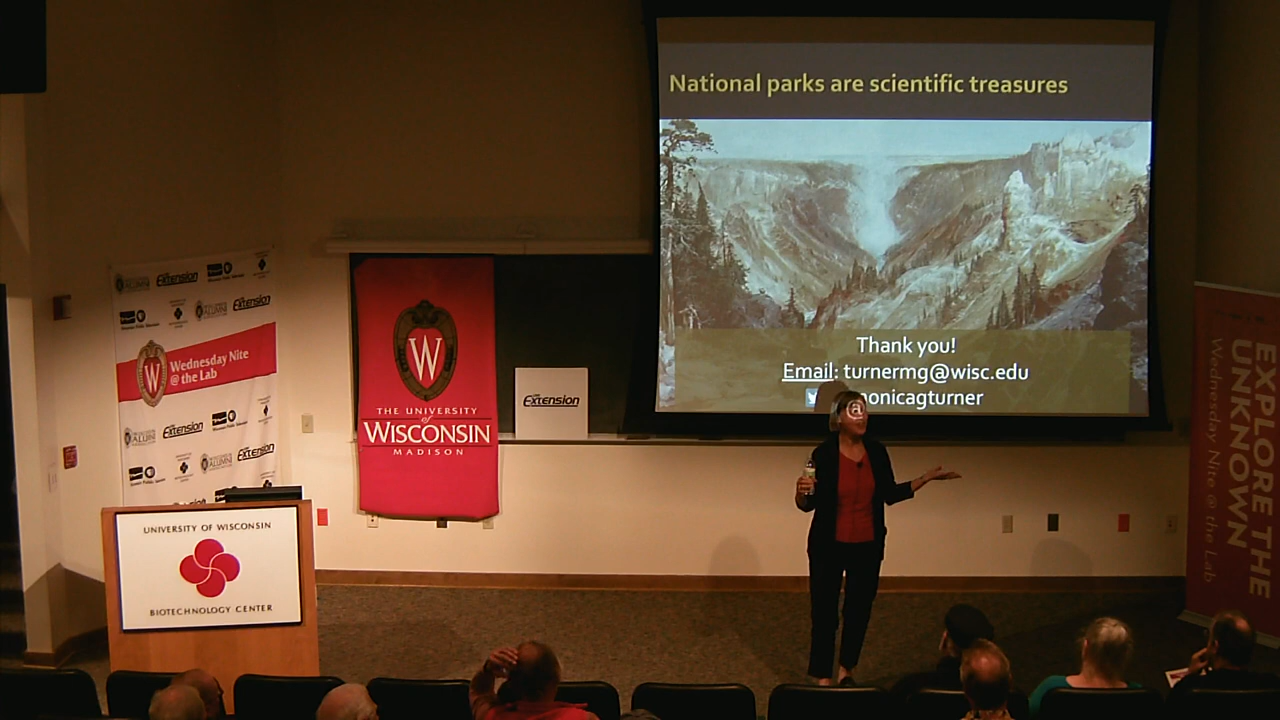 National parks are scientific treasures
Thank you!
Email: turnermg@wisc.edu
@
onicagturner
ALUMNI
Extension
Extension
Wednesday Nite
@ the Lab
W
ALUMNI
Extension
Extension
W
THE UNIVERSITY
of
WISCONSIN
MADISON
Extension
UNIVERSITY OF WISCONSIN
BIOTECHNOLOGY CENTER
EXPLORE THE
UNKNOWN
Wednesday Nite @ the Lab